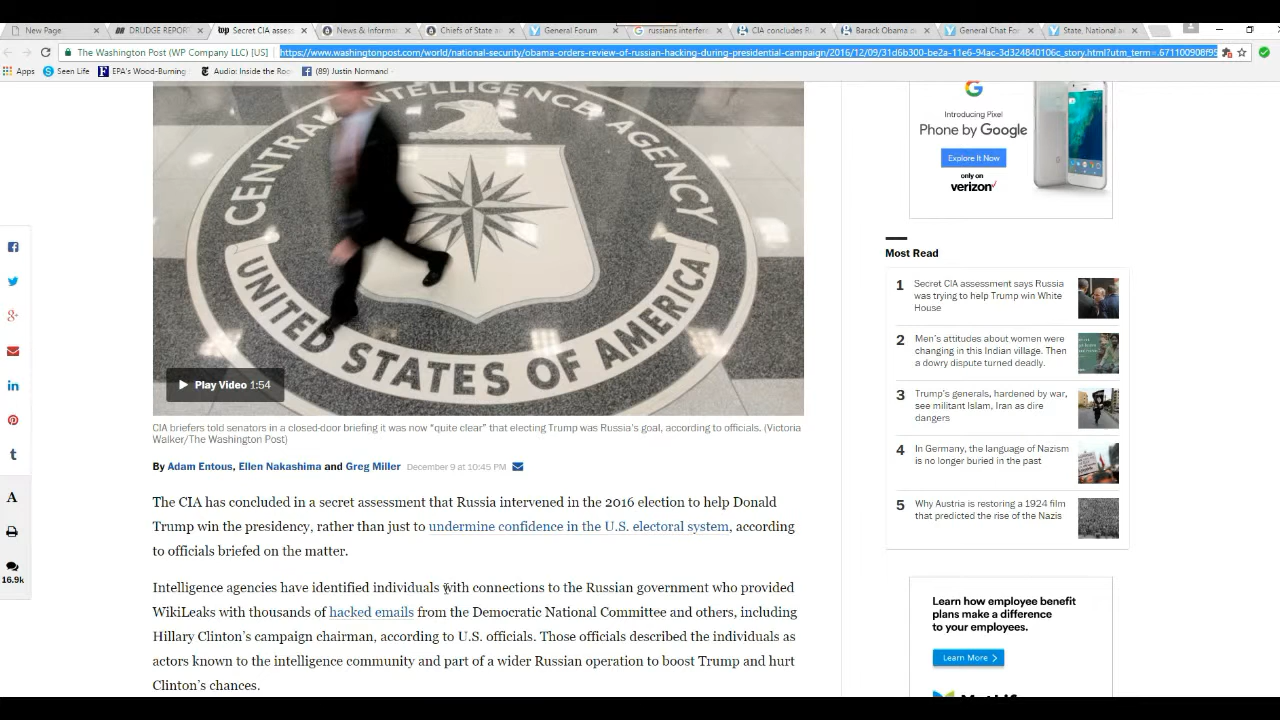 New Page
DRUDGE REPORT
Secret CIA assess
News & Informa
Chiefs of State a
General Forum
russians interfer
CIA concludes R
Barack Obama o
General Chat For
State, National a
The Washington Post (WP Company LLC) [US]
https://www.washingtonpost.com/world/national-security/obama-orders-review-of-russian-hacking-during-presidential-campaign/2016/12/09/31d6b300-be2a-11e6-94ac-3d324840106c_story.html?utm_term=.671100908f95
Apps
Seen Life
EPA's Wood-Burning
Audio: Inside the Roo
(89) Justin Normand
CENTRAL INTELLIGENCE AGENCY
UNITED STATES OF AMERICA
Play Video 1:54
CIA briefers told senators in a closed-door briefing it was now "quite clear" that electing Trump was Russia's goal, according to officials. (Victoria
Walker/The Washington Post)
By Adam Entous, Ellen Nakashima and Greg Miller December 9 at 10:45 PM
The CIA has concluded in a secret assessment that Russia intervened in the 2016 election to help Donald
Trump win the presidency, rather than just to undermine confidence in the U.S. electoral system, according
to officials briefed on the matter.
Intelligence agencies have identified individuals with connections to the Russian government who provided
WikiLeaks with thousands of hacked emails from the Democratic National Committee and others, including
Hillary Clinton's campaign chairman, according to U.S. officials. Those officials described the individuals as
actors known to the intelligence community and part of a wider Russian operation to boost Trump and hurt
Clinton's chances.
A
16.9k
Introducing Pixel
Phone by Google
Explore It Now
only on
verizon
Most Read
1
Secret CIA assessment says Russia
was trying to help Trump win White
House
2
Men's attitudes about women were
changing in this Indian village. Then
a dowry dispute turned deadly.
3
Trump's generals, hardened by war,
see militant Islam, Iran as dire
dangers
4
In Germany, the language of Nazism
is no longer buried in the past
5
Why Austria is restoring a 1924 film
that predicted the rise of the Nazis
Learn how employee benefit
plans make a difference
to your employees.
Learn More
MetLife